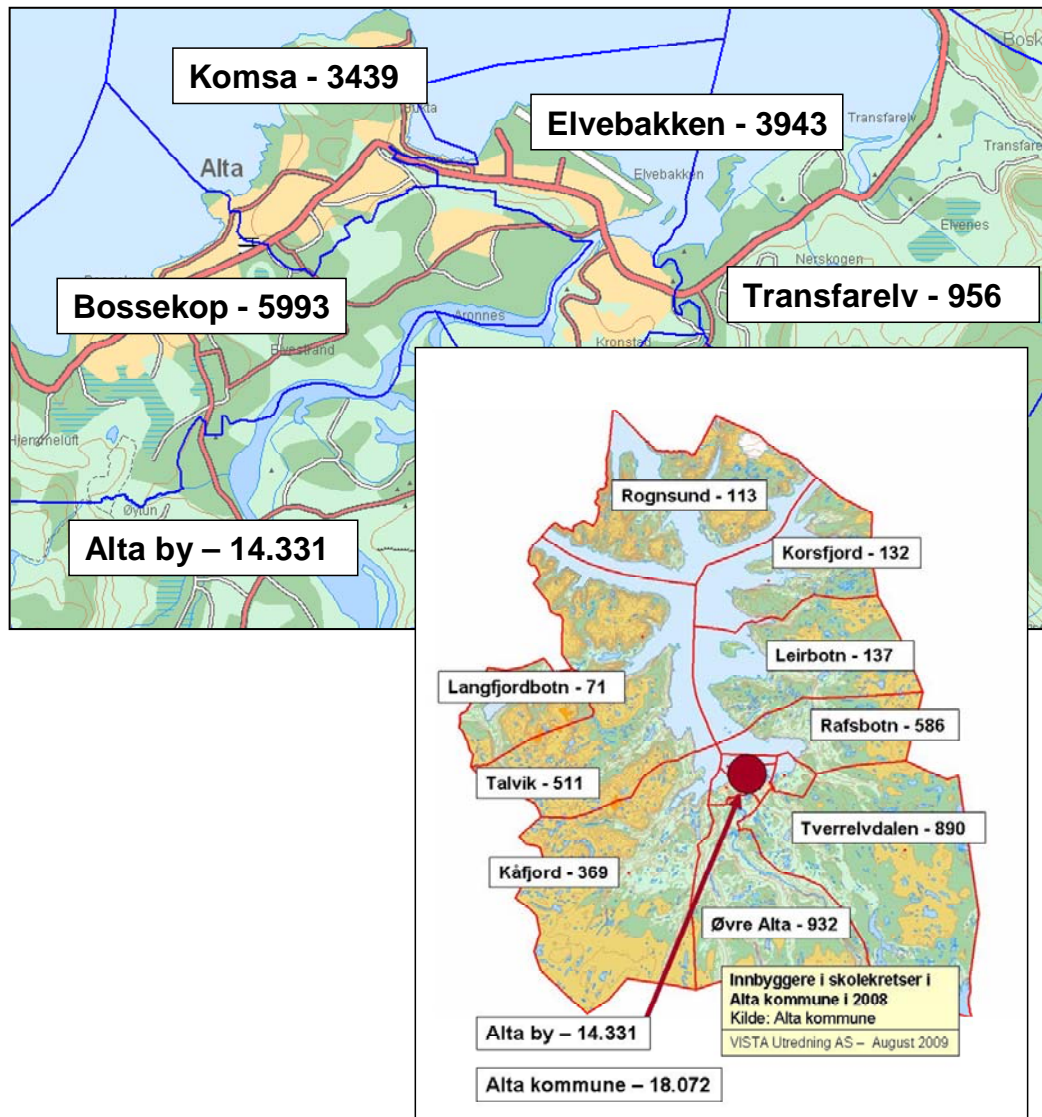 Komsa - 3439
Bukta
Elvebakken - 3943
Transfarelv
Alta
Elvebakken
Elvenes
Nerskogen
Bossekop - 5993
Transfarelv - 956
Aronnes
Kronstad
Elvestrand
Hjemmeluft
Øytun
Alta by – 14.331
Rognsund - 113
Korsfjord - 132
Leirbotn - 137
Langfjordbotn - 71
Rafsbotn - 586
Talvik - 511
Tverrelvdalen - 890
Kåfjord - 369
Øvre Alta - 932
Innbyggere i skolekretser i
Alta kommune i 2008
Kilde: Alta kommune
VISTA Utredning AS – August 2009
Alta by – 14.331
Alta kommune – 18.072